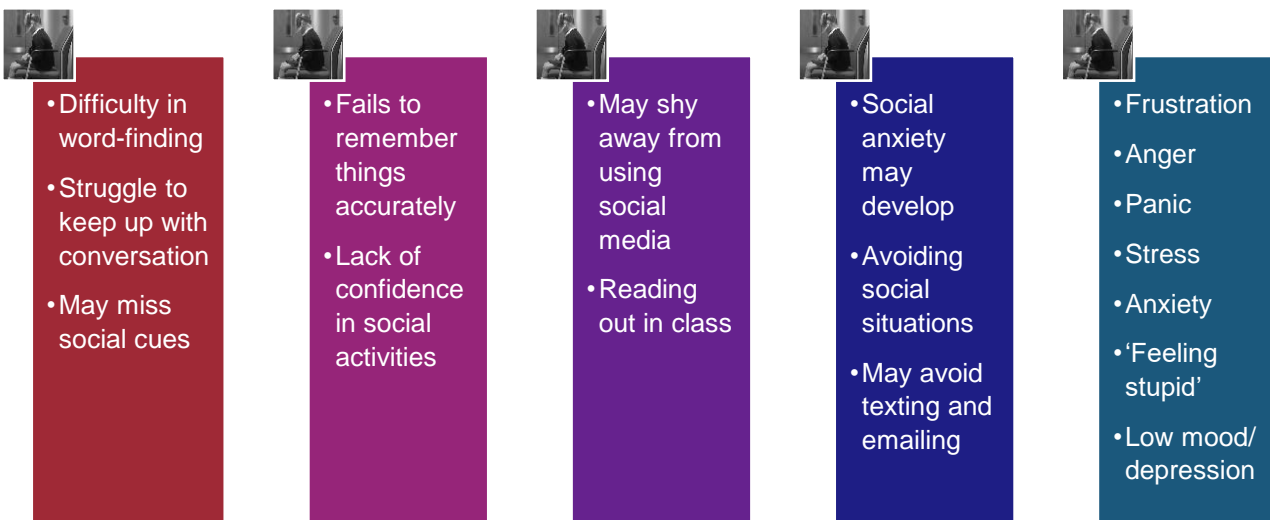 •Difficulty in
word-finding
•Struggle to
keep up with
conversation
•May miss
social cues
•Fails to
remember
things
accurately
•Lack of
confidence
in social
activities
•May shy
away from
using
social
media
•Reading
out in class
•Social
anxiety
may
develop
•Avoiding
social
situations
•May avoid
texting and
emailing
•Frustration
•Anger
•Panic
•Stress
•Anxiety
•‘Feeling
stupid’
•Low mood/
depression